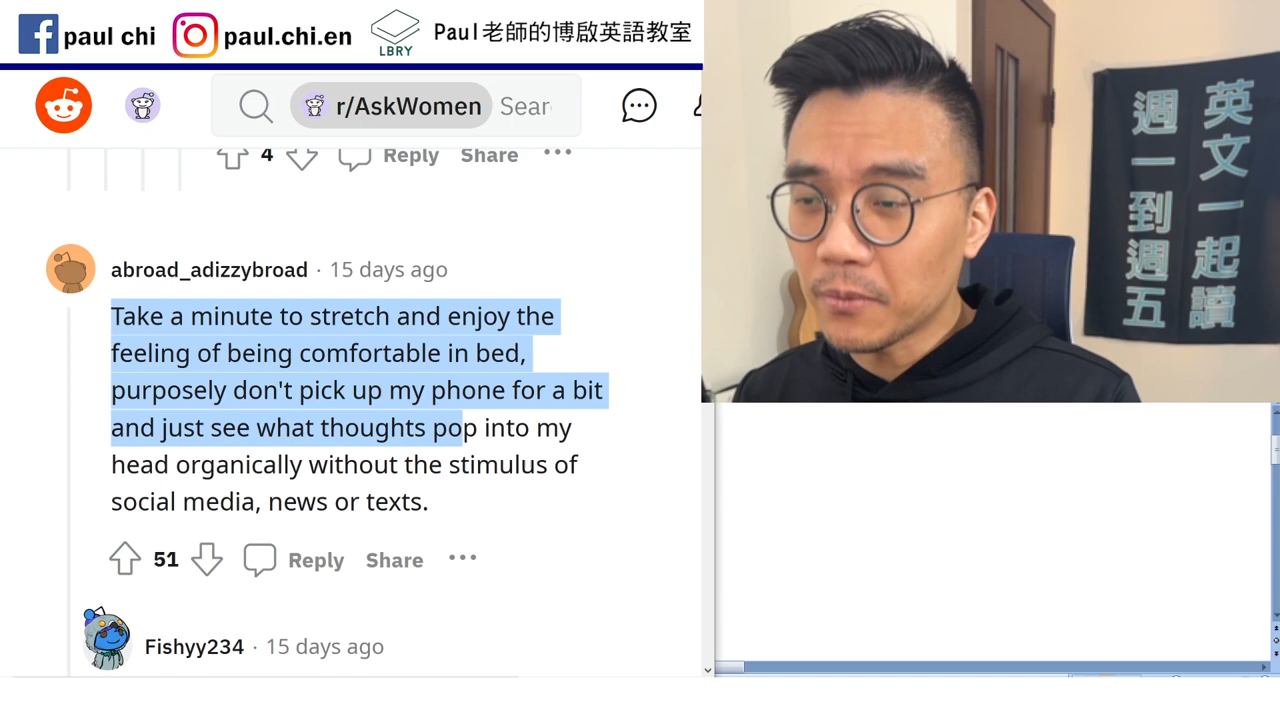 paul chi
paul.chi.en
LBRY
Paul老師的博啟英語教室
r/AskWomen
4
Reply
Share
abroad_adizzybroad · 15 days ago
Take a minute to stretch and enjoy the
feeling of being comfortable in bed,
purposely don't pick up my phone for a bit
and just see what thoughts pop into my
head organically without the stimulus of
social media, news or texts.
51
Reply
Share
Fishyy234 · 15 days ago
英文一起讀
週一到週五